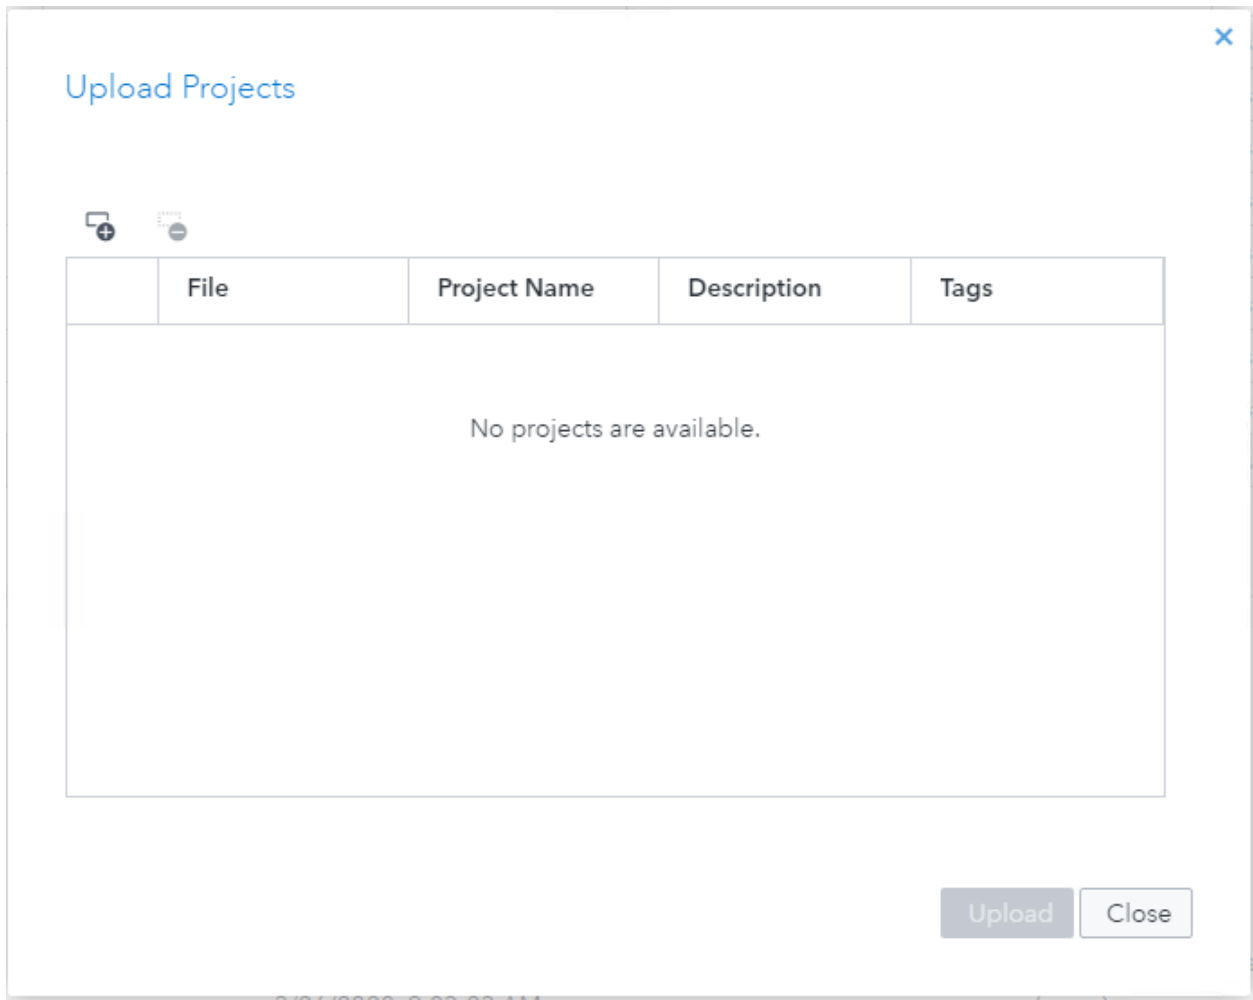 Upload Projects
File Project Name Description Tags
No projects are available.
Upload Close